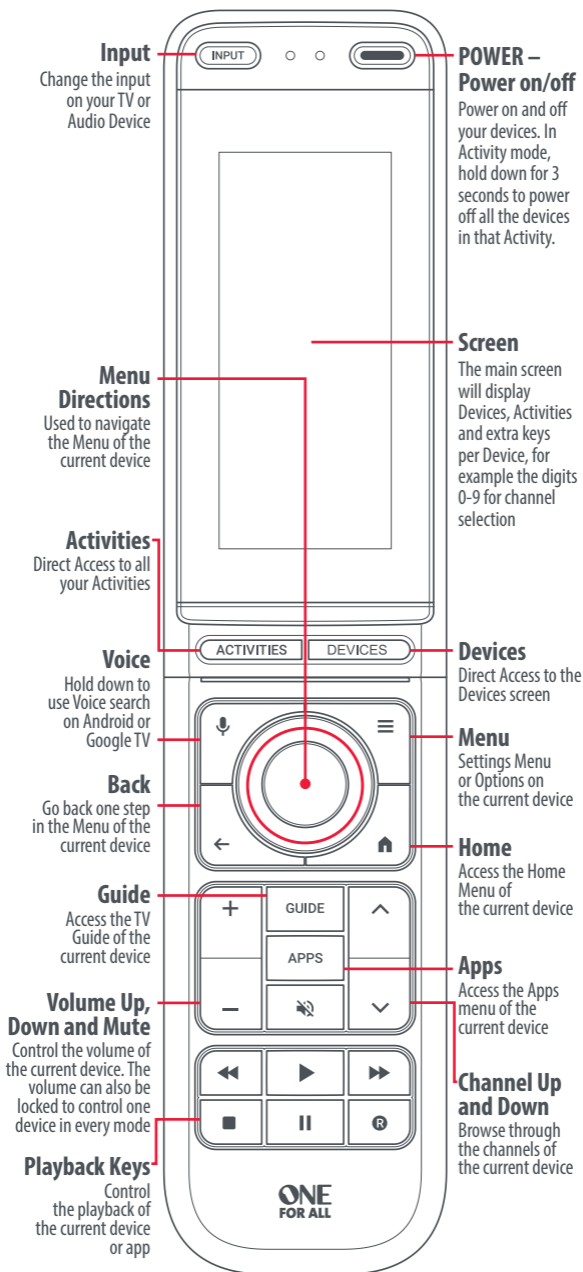 Input
Change the input
on your TV or
Audio Device
INPUT
POWER –
Power on/off
Power on and off
your devices. In
Activity mode,
hold down for 3
seconds to power
off all the devices
in that Activity.
Screen
The main screen
will display
Devices, Activities
and extra keys
per Device, for
example the digits
0-9 for channel
selection
Menu
Directions
Used to navigate
the Menu of the
current device
Activities
Direct Access to all
your Activities
ACTIVITIES
DEVICES
Devices
Direct Access to the
Devices screen
Voice
Hold down to
use Voice search
on Android or
Google TV
Menu
Settings Menu
or Options on
the current device
Back
Go back one step
in the Menu of the
current device
Home
Access the Home
Menu of
the current device
Guide
Access the TV
Guide of the
current device
GUIDE
APPS
Apps
Access the Apps
menu of the
current device
Volume Up,
Down and Mute
Control the volume of
the current device. The
volume can also be
locked to control one
device in every mode
Channel Up
and Down
Browse through
the channels of
the current device
R
Playback Keys
Control
the playback of
the current device
or app
ONE
FOR ALL